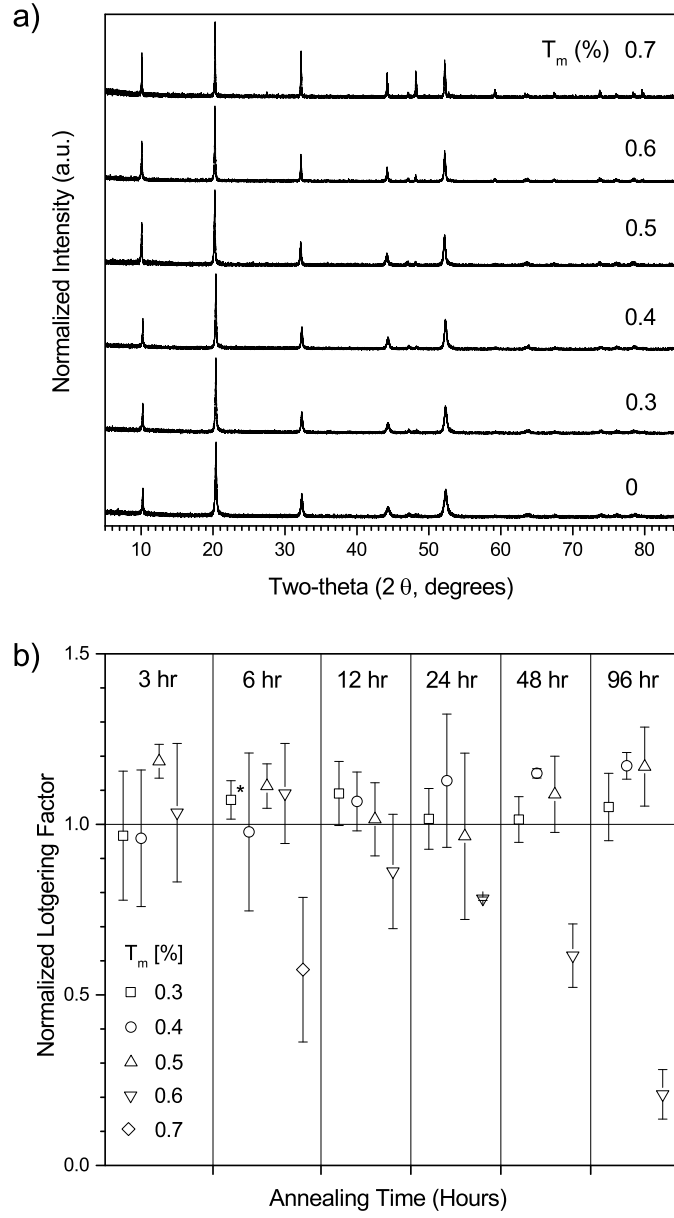 a)
T_m (%) 0.7
0.6
0.5
0.4
0.3
0
Normalized Intensity (a.u.)
10 20 30 40 50 60 70 80
Two-theta (2 θ, degrees)
b)
1.5
1.0
0.5
0.0
Normalized Lotgering Factor
3 hr 6 hr 12 hr 24 hr 48 hr 96 hr
*
T_m [%]
0.3
0.4
0.5
0.6
0.7
Annealing Time (Hours)